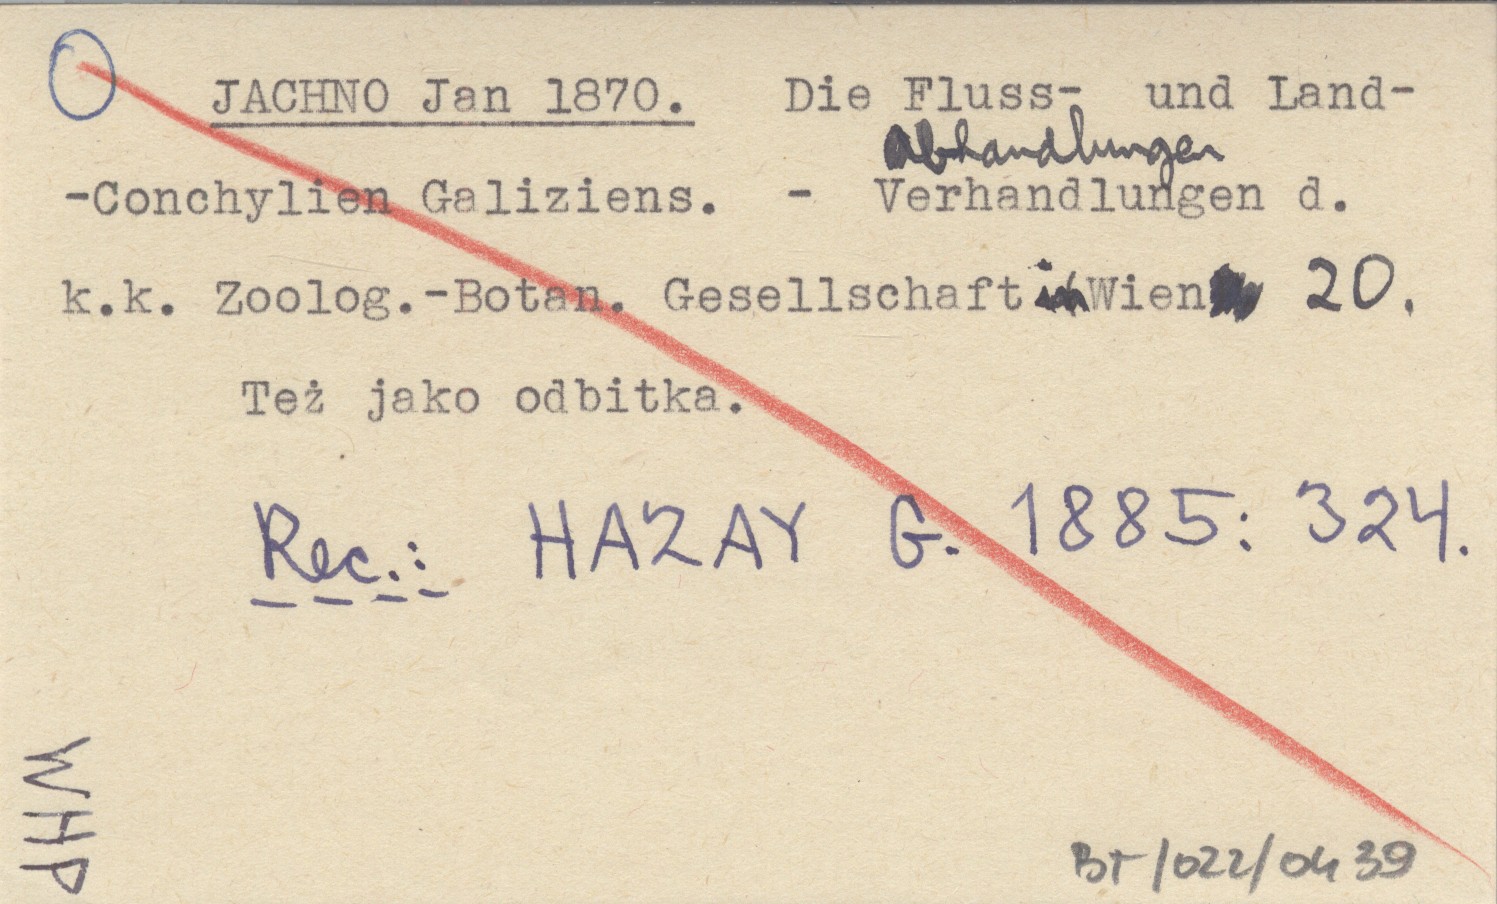 JACHNO Jan 1870. Die Fluss- und Land-
Abhandlungen
-Conchylien Galiziens. - Verhandlungen d.
k.k. Zoolog.-Botan. Gesellschaft in Wien 20.
Też jako odbitka.
Rec.: HAZAY G. 1885: 324.
WHP
BT/022/0439